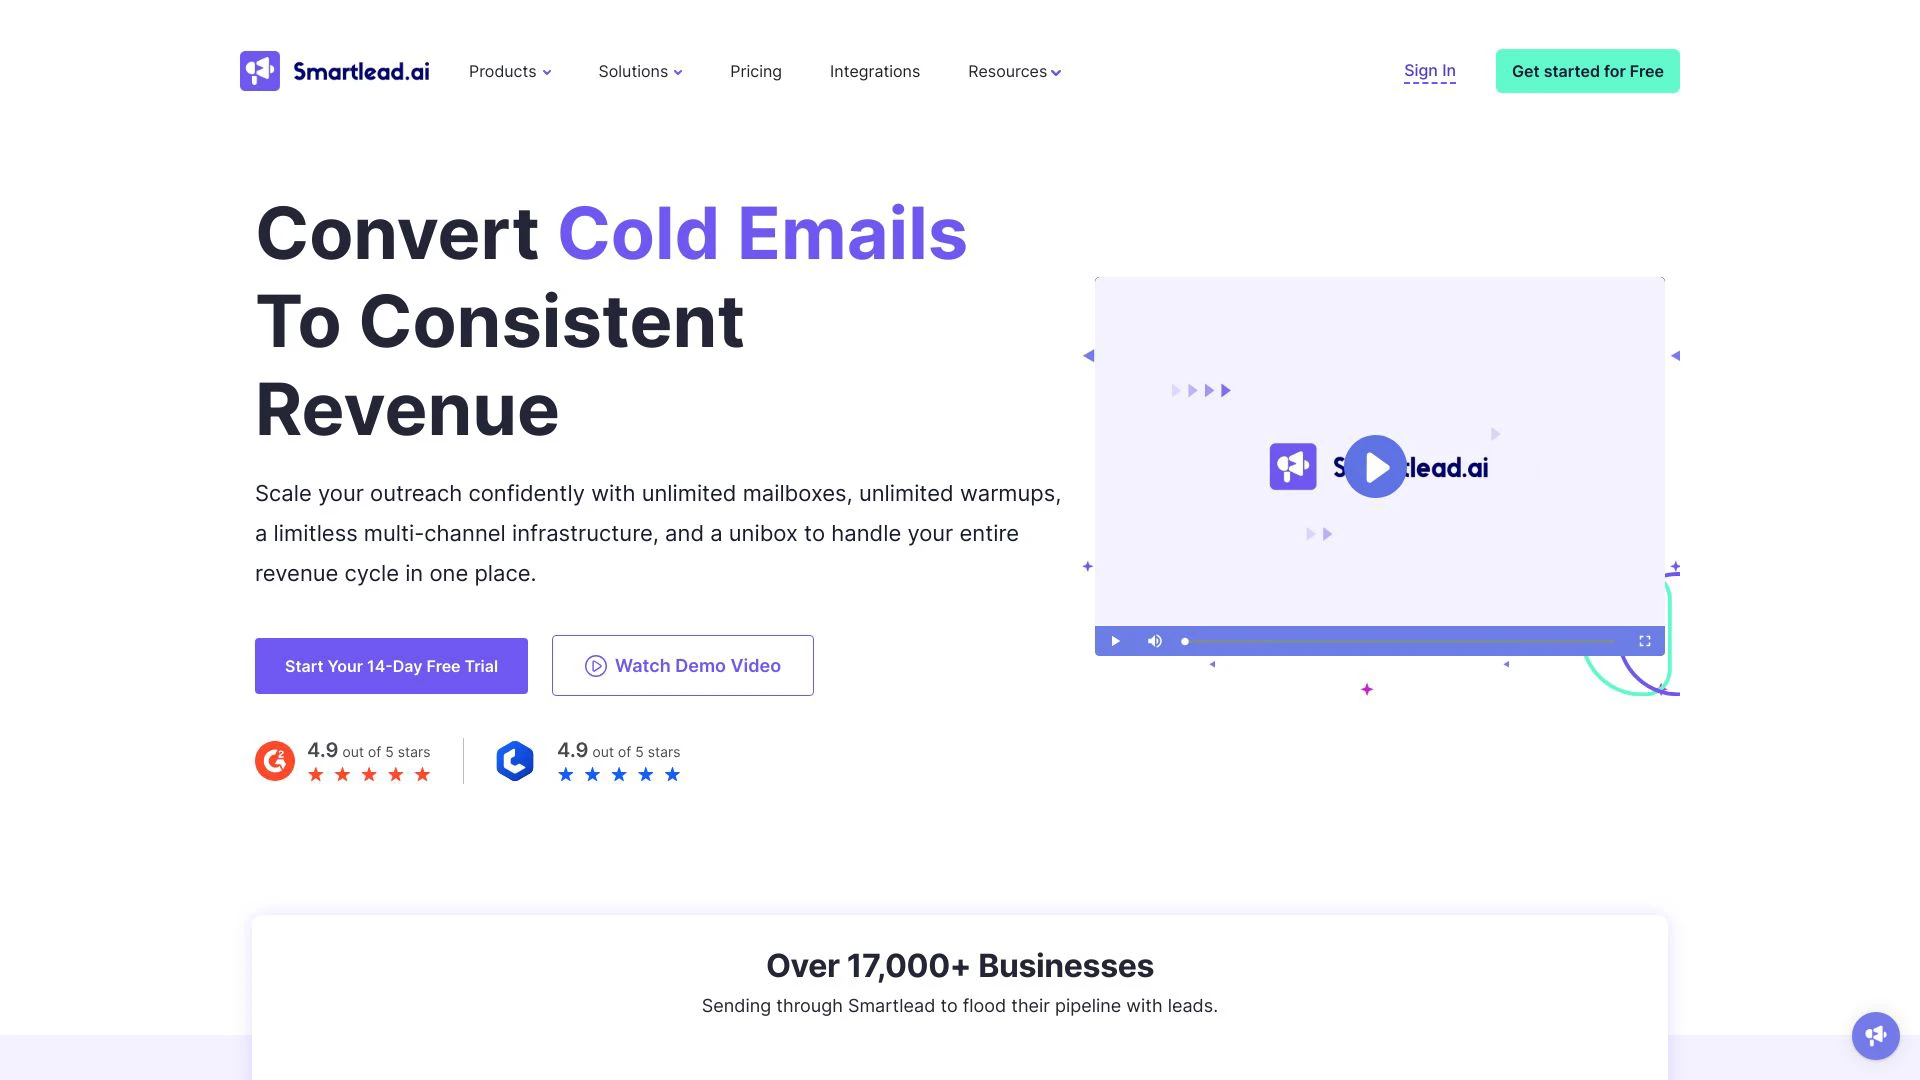 Smartlead.ai
Products
Solutions
Pricing
Integrations
Resources
Sign In
Get started for Free
Convert Cold Emails
To Consistent
Revenue
Scale your outreach confidently with unlimited mailboxes, unlimited warmups,
a limitless multi-channel infrastructure, and a unibox to handle your entire
revenue cycle in one place.
Start Your 14-Day Free Trial
Watch Demo Video
4.9 out of 5 stars
4.9 out of 5 stars
Over 17,000+ Businesses
Sending through Smartlead to flood their pipeline with leads.